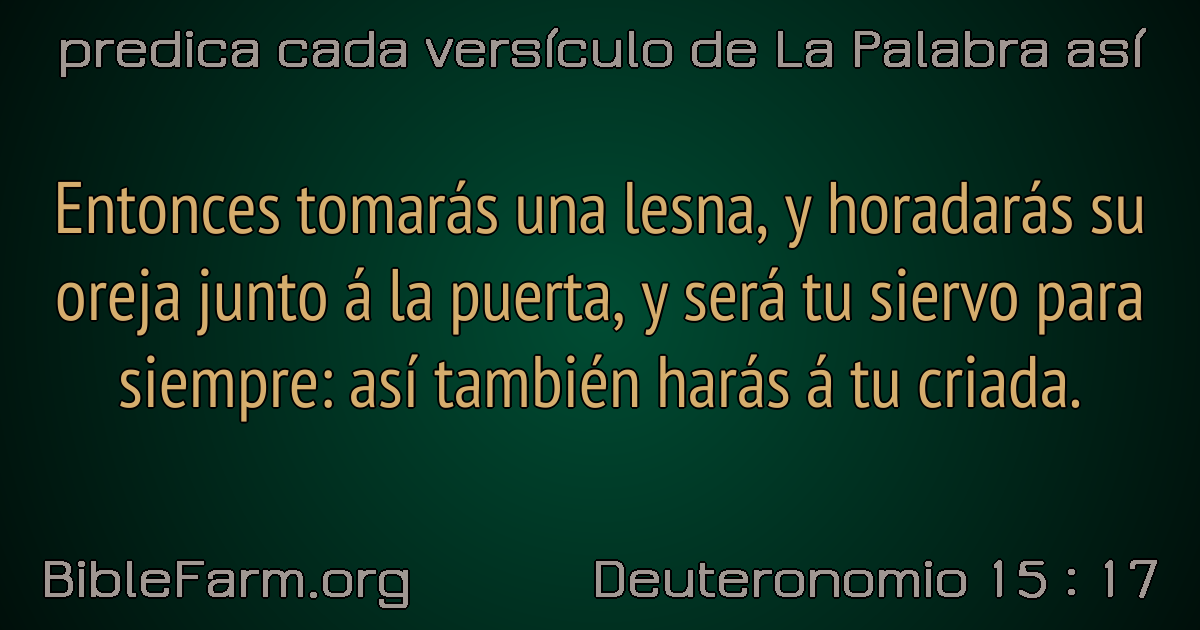 predica cada versículo de La Palabra así
Entonces tomarás una lesna, y horadarás su
oreja junto á la puerta, y será tu siervo para
siempre: así también harás á tu criada.
BibleFarm.org
Deuteronomio 15 : 17